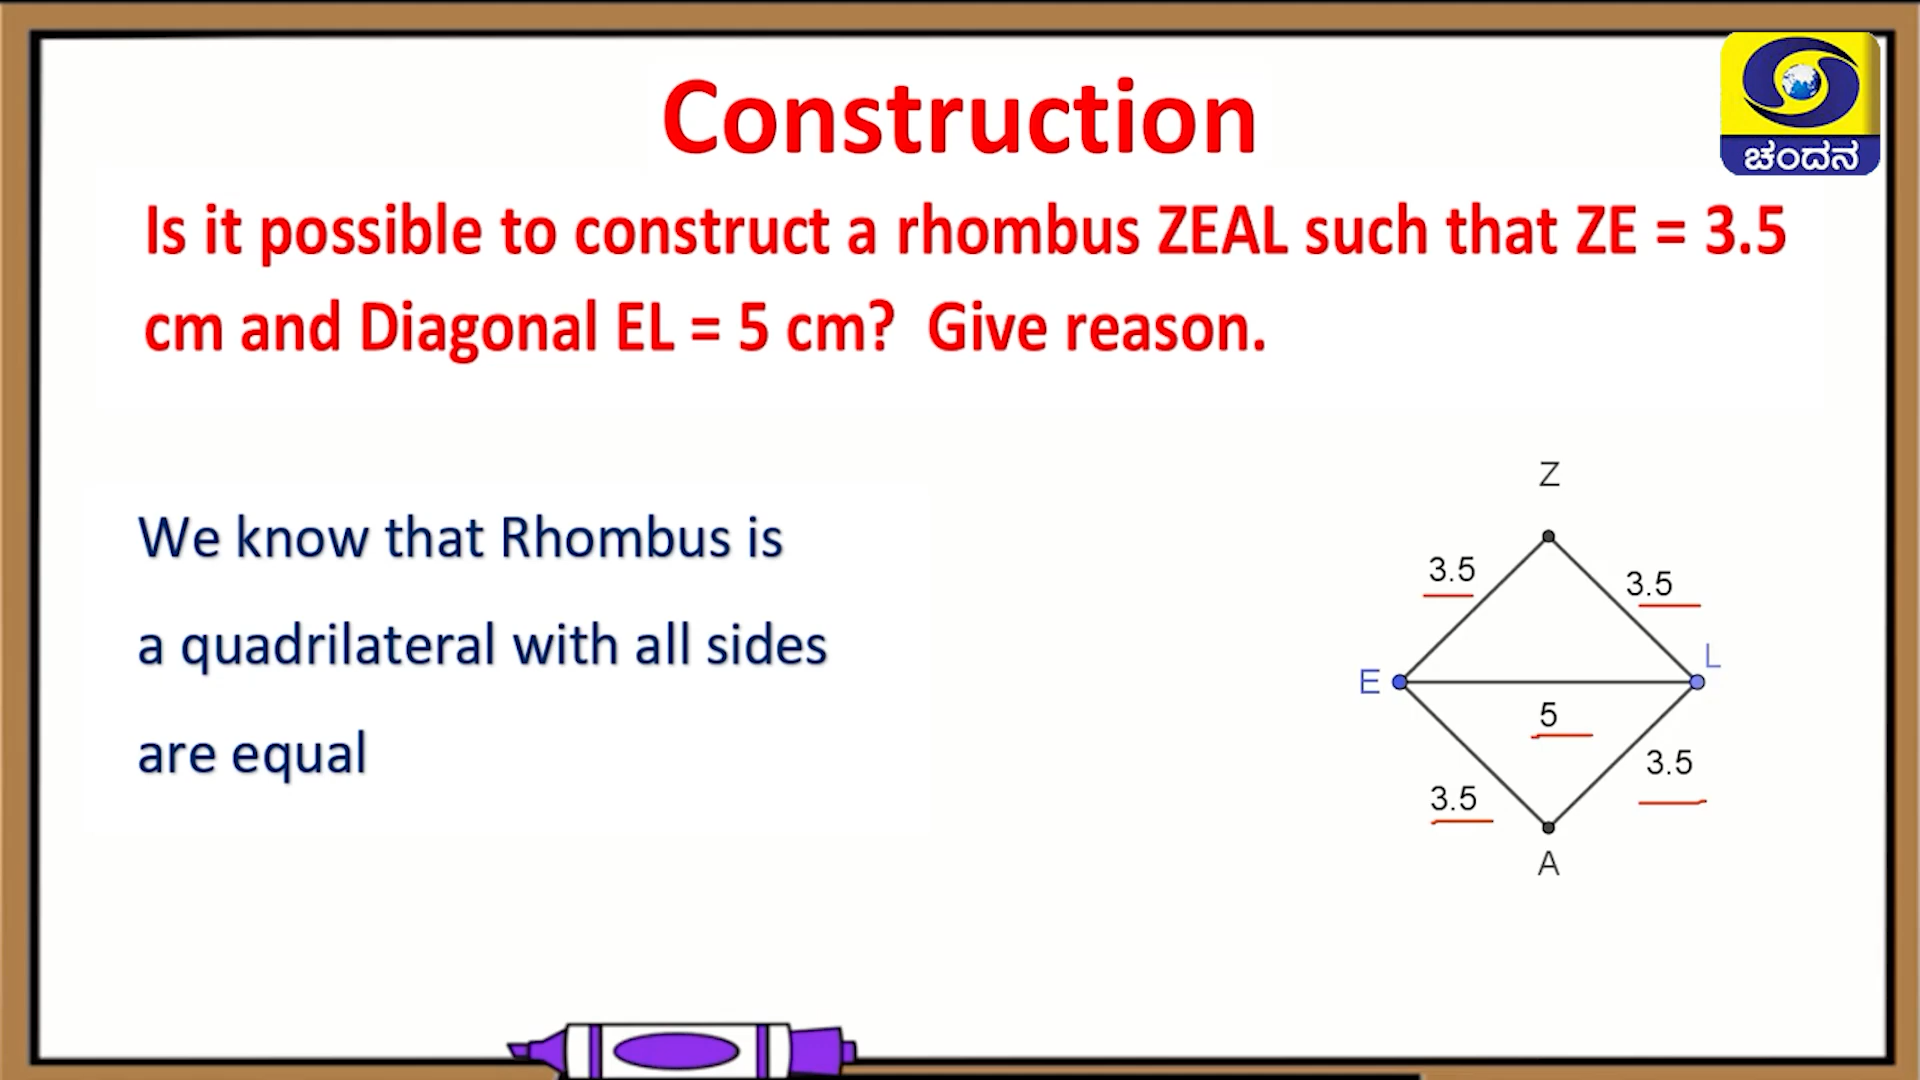 Construction
ಚಂದನ
Is it possible to construct a rhombus ZEAL such that ZE = 3.5
cm and Diagonal EL = 5 cm? Give reason.
Z
We know that Rhombus is
3.5
3.5
a quadrilateral with all sides
L
E
5
are equal
3.5
3.5
A